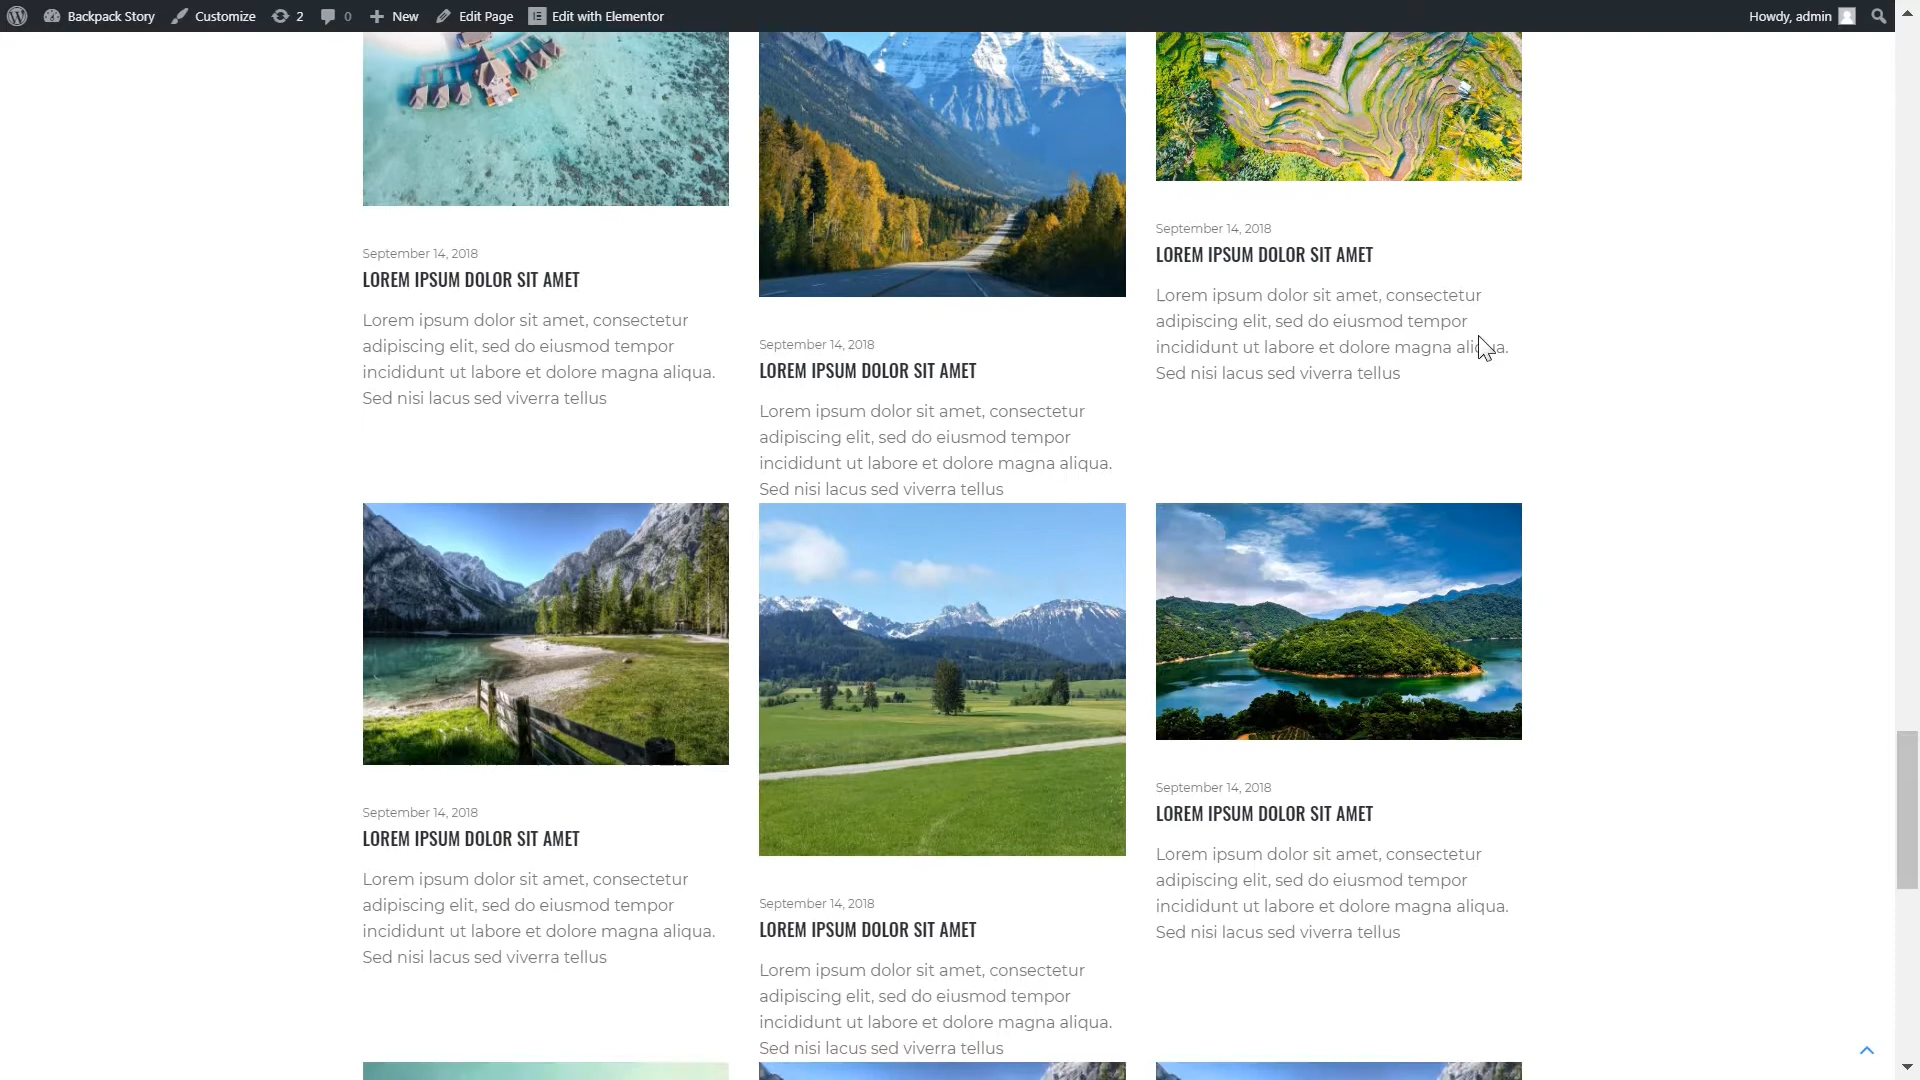 Backpack Story Customize 2 0 New Edit Page Edit with Elementor Howdy, admin
September 14, 2018
LOREM IPSUM DOLOR SIT AMET
Lorem ipsum dolor sit amet, consectetur
adipiscing elit, sed do eiusmod tempor
incididunt ut labore et dolore magna aliqua.
Sed nisi lacus sed viverra tellus
September 14, 2018
LOREM IPSUM DOLOR SIT AMET
Lorem ipsum dolor sit amet, consectetur
adipiscing elit, sed do eiusmod tempor
incididunt ut labore et dolore magna aliqua.
Sed nisi lacus sed viverra tellus
September 14, 2018
LOREM IPSUM DOLOR SIT AMET
Lorem ipsum dolor sit amet, consectetur
adipiscing elit, sed do eiusmod tempor
incididunt ut labore et dolore magna aliqua.
Sed nisi lacus sed viverra tellus
September 14, 2018
LOREM IPSUM DOLOR SIT AMET
Lorem ipsum dolor sit amet, consectetur
adipiscing elit, sed do eiusmod tempor
incididunt ut labore et dolore magna aliqua.
Sed nisi lacus sed viverra tellus
September 14, 2018
LOREM IPSUM DOLOR SIT AMET
Lorem ipsum dolor sit amet, consectetur
adipiscing elit, sed do eiusmod tempor
incididunt ut labore et dolore magna aliqua.
Sed nisi lacus sed viverra tellus
September 14, 2018
LOREM IPSUM DOLOR SIT AMET
Lorem ipsum dolor sit amet, consectetur
adipiscing elit, sed do eiusmod tempor
incididunt ut labore et dolore magna aliqua.
Sed nisi lacus sed viverra tellus